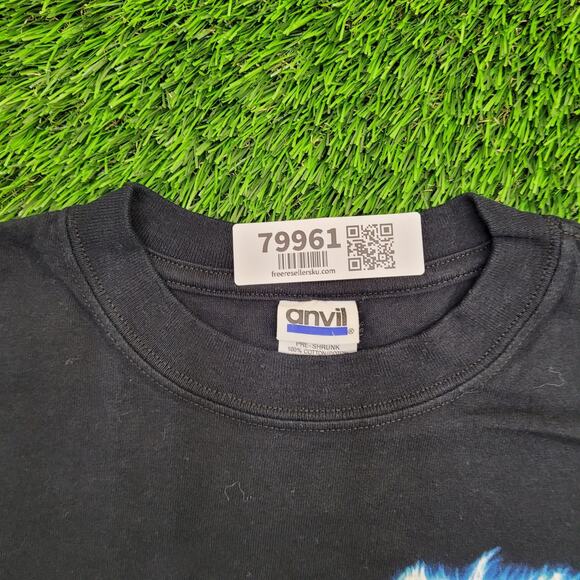 79961
freeresellersku.com
anvil
®
PRE-SHRUNK
100% COTTON